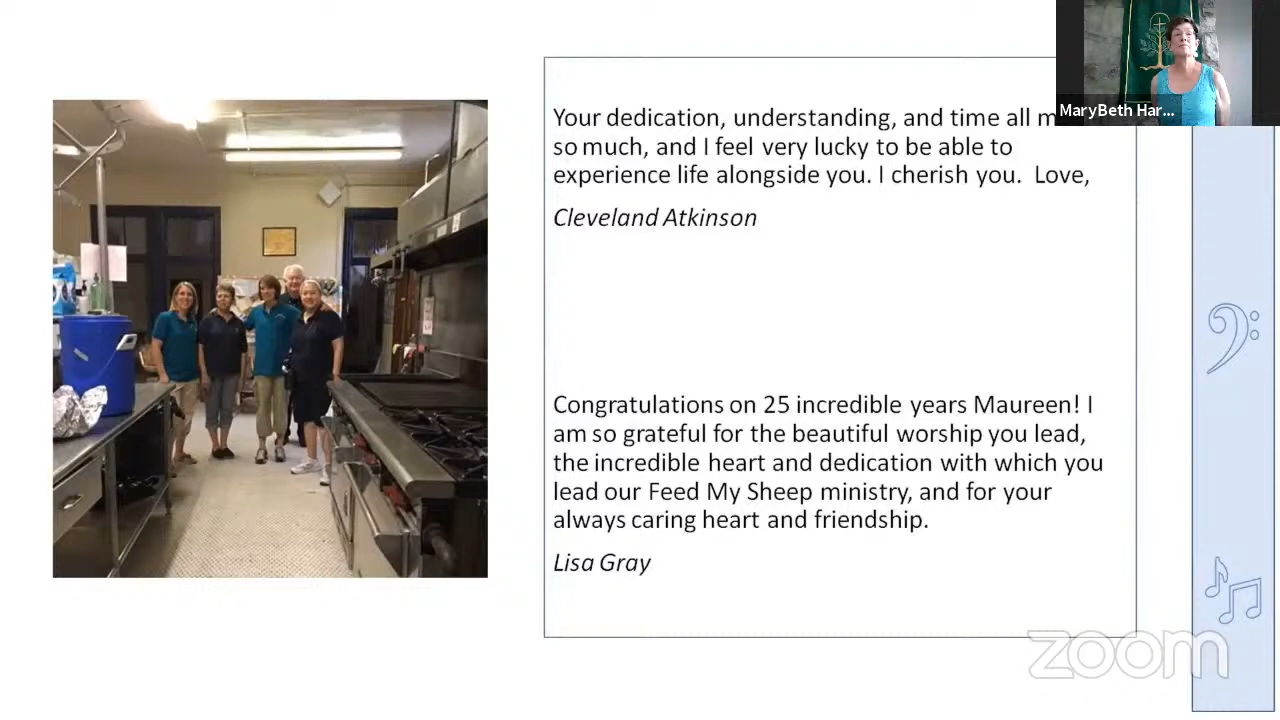 Your dedication, understanding, and time all
so much, and I feel very lucky to be able to
experience life alongside you. I cherish you. Love,
Cleveland Atkinson
Congratulations on 25 incredible years Maureen! I
am so grateful for the beautiful worship you lead,
the incredible heart and dedication with which you
lead our Feed My Sheep ministry, and for your
always caring heart and friendship.
Lisa Gray
MaryBeth Har...
zoom